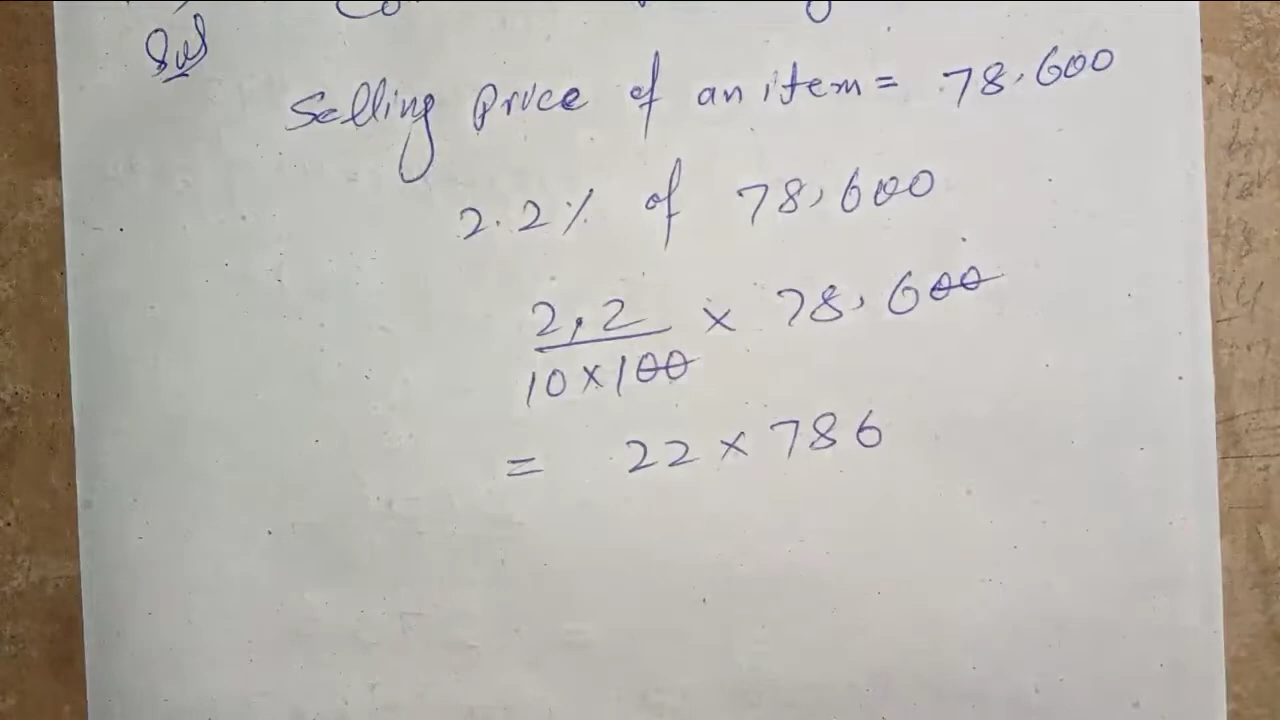 Sol
Selling price of an item = 78,600
2.2% of 78,600
2.2 × 78,600
10×100
= 22×786